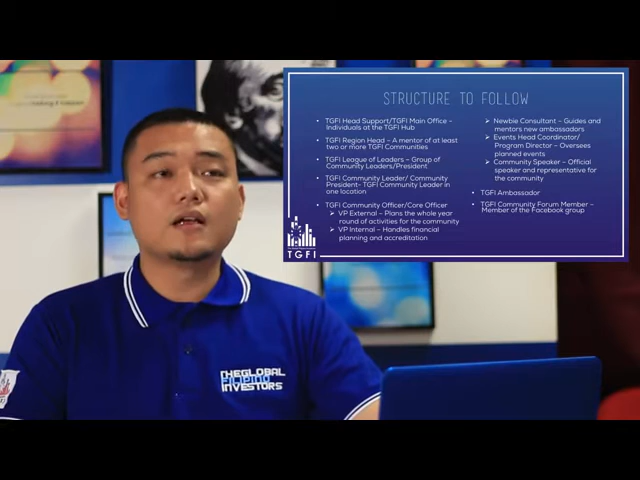 STRUCTURE TO FOLLOW
• TGFI Head Support/TGFI Main Office -
Individuals at the TGFI Hub
• TGFI Region Head – A mentor of at least
two or more TGFI Communities
• TGFI League of Leaders – Group of
Community Leaders/President
• TGFI Community Leader/ Community
President- TGFI Community Leader in
one location
• TGFI Community Officer/Core Officer
➢ VP External – Plans the whole year
round of activities for the community
➢ VP Internal – Handles financial
planning and accreditation
➢ Newbie Consultant – Guides and
mentors new ambassadors
➢ Events Head Coordinator/
Program Director – Oversees
planned events
➢ Community Speaker – Official
speaker and representative for
the community
• TGFI Ambassador
• TGFI Community Forum Member –
Member of the Facebook group
TGFI
THEGLOBAL
FILIPINO
INVESTORS